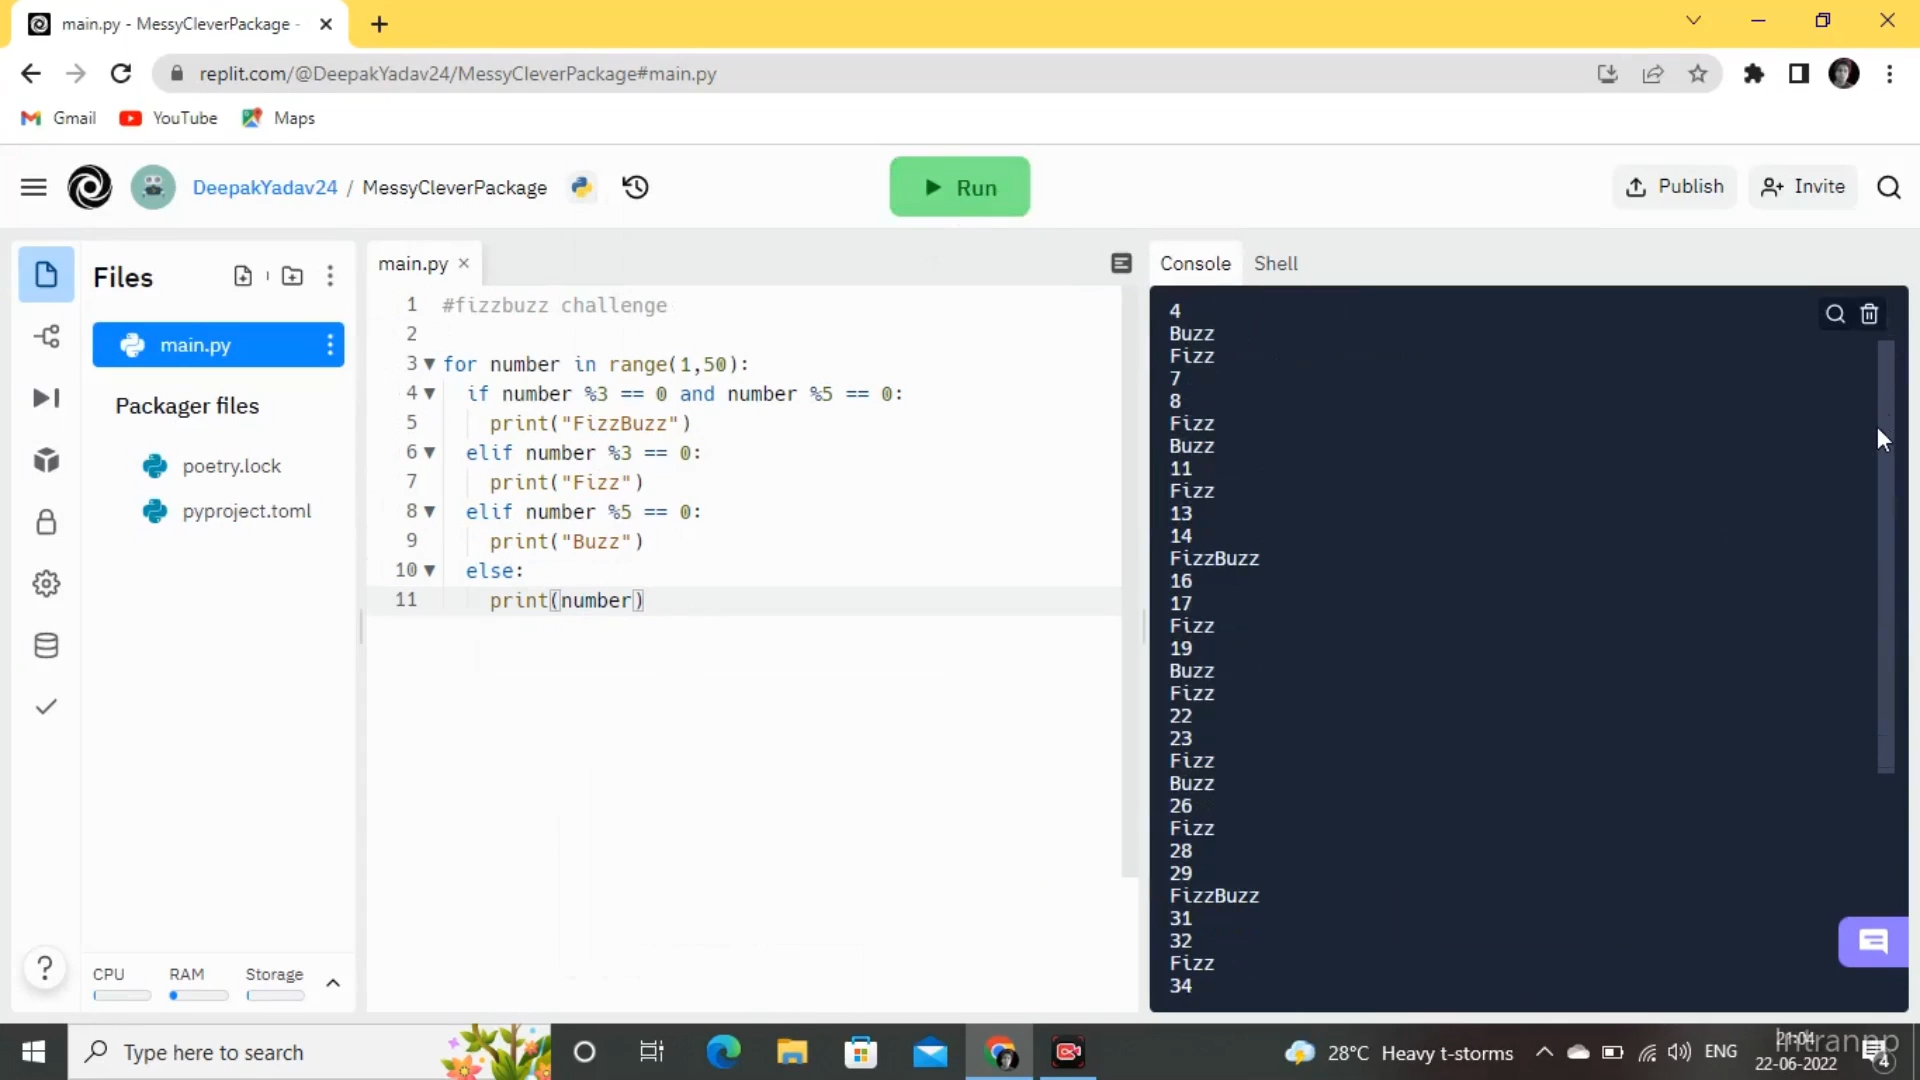 main.py - MessyCleverPackage -
replit.com/@DeepakYadav24/MessyCleverPackage#main.py
Gmail YouTube Maps
DeepakYadav24 / MessyCleverPackage
Run
Publish Invite
Files
main.py
Packager files
poetry.lock
pyproject.toml
CPU RAM Storage
main.py
1 #fizzbuzz challenge
2
3 for number in range(1,50):
4 if number %3 == 0 and number %5 == 0:
5 print("FizzBuzz")
6 elif number %3 == 0:
7 print("Fizz")
8 elif number %5 == 0:
9 print("Buzz")
10 else:
11 print(number)
Console Shell
4
Buzz
Fizz
7
8
Fizz
Buzz
11
Fizz
13
14
FizzBuzz
16
17
Fizz
19
Buzz
Fizz
22
23
Fizz
Buzz
26
Fizz
28
29
FizzBuzz
31
32
Fizz
34
Type here to search
28°C Heavy t-storms
ENG
21:04
22-06-2022
4